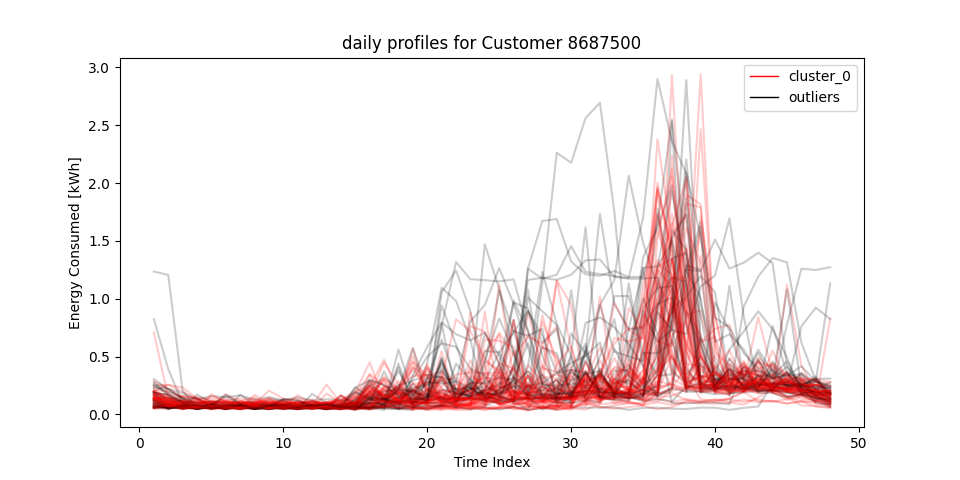 daily profiles for Customer 8687500
cluster_0
outliers
Energy Consumed [kWh]
3.0
2.5
2.0
1.5
1.0
0.5
0.0
0 10 20 30 40 50
Time Index